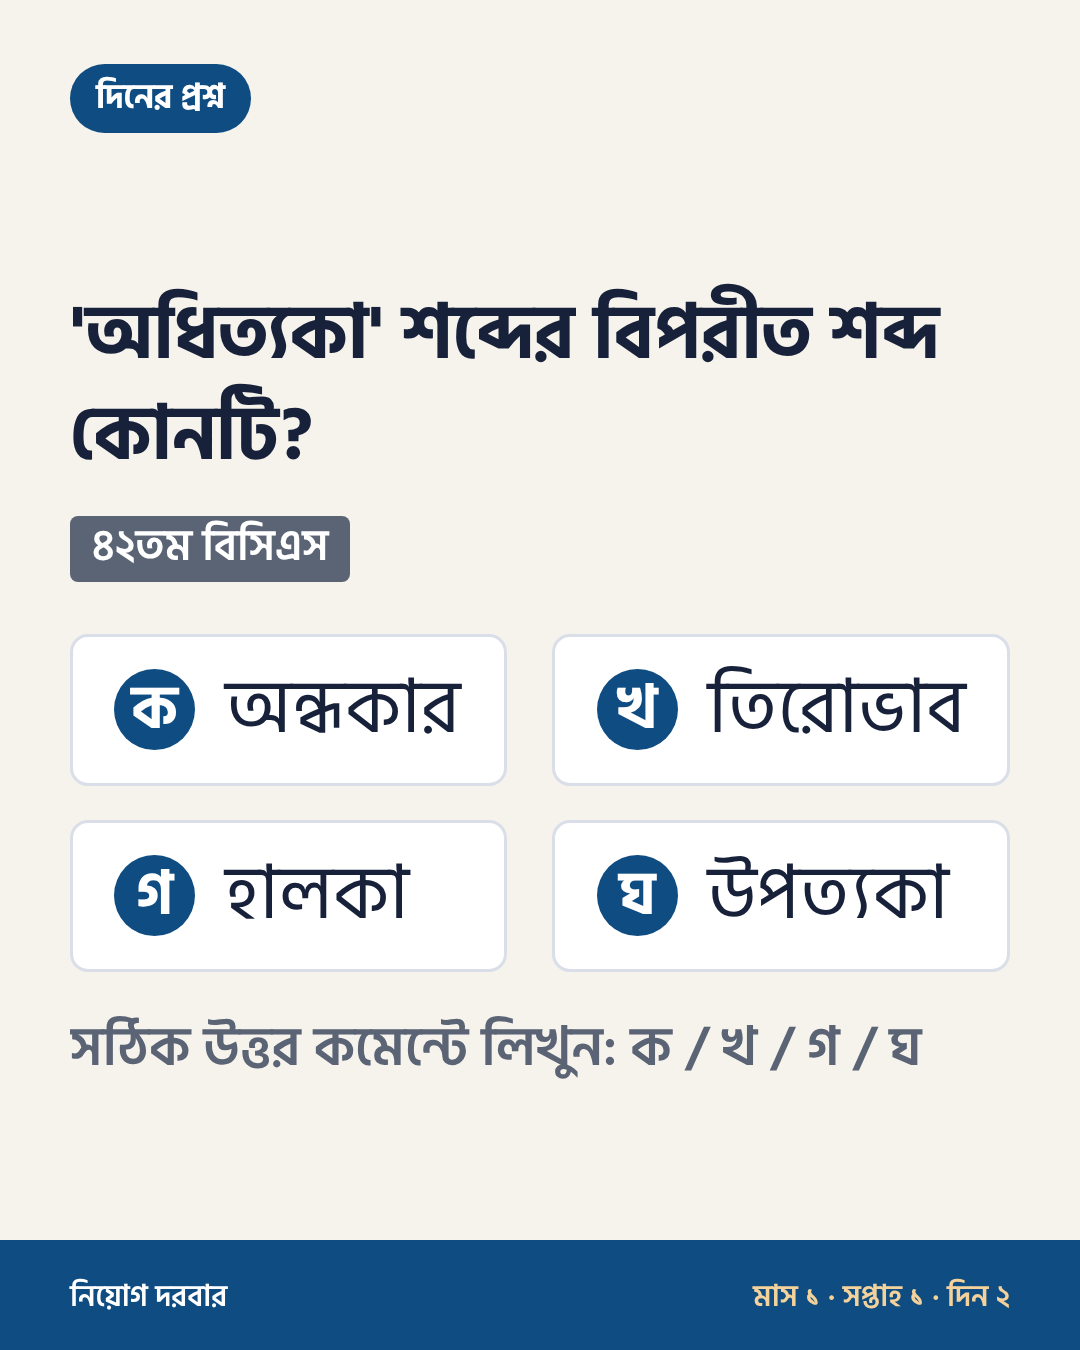 দিনের প্রশ্ন
'অধিত্যকা' শব্দের বিপরীত শব্দ
কোনটি?
৪২তম বিসিএস
ক অন্ধকার
খ তিরোভাব
গ হালকা
ঘ উপত্যকা
সঠিক উত্তর কমেন্টে লিখুন: ক / খ / গ / ঘ
নিয়োগ দরবার
মাস ১ · সপ্তাহ ১ · দিন ২